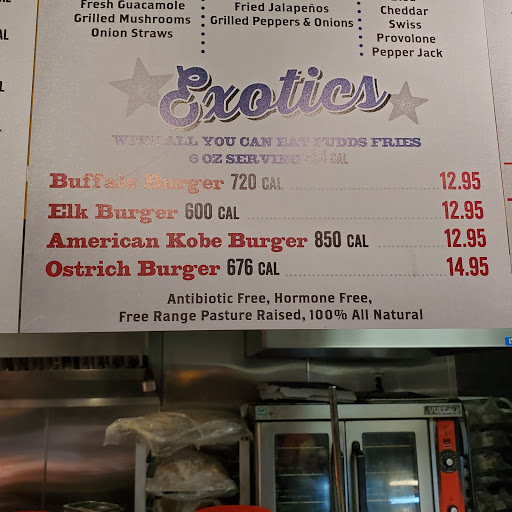 Fresh Guacamole
Grilled Mushrooms
Onion Straws
Fried Jalapeños
Grilled Peppers & Onions
Cheddar
Swiss
Provolone
Pepper Jack
Exotics
WITH ALL YOU CAN EAT FUDDS FRIES
6 OZ SERVING CAL
Buffalo Burger 720 CAL 12.95
Elk Burger 600 CAL 12.95
American Kobe Burger 850 CAL 12.95
Ostrich Burger 676 CAL 14.95
Antibiotic Free, Hormone Free,
Free Range Pasture Raised, 100% All Natural
VULCAN